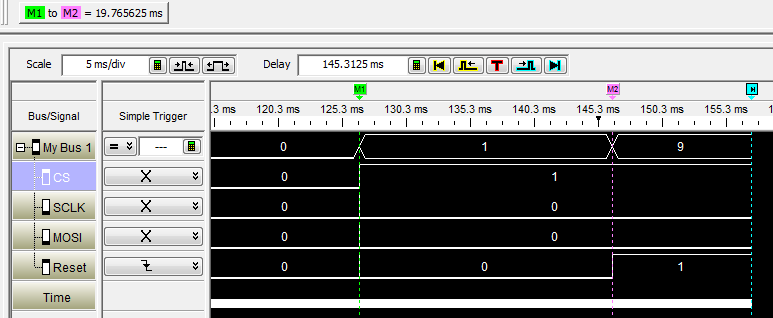 M1 to M2 = 19.765625 ms
Scale 5 ms/div Delay 145.3125 ms T
M1 M2 H
Bus/Signal Simple Trigger .3 ms 120.3 ms 125.3 ms 130.3 ms 135.3 ms 140.3 ms 145.3 ms 150.3 ms 155.3 ms
My Bus 1 = --- 0 1 9
CS X 0 1
SCLK X 0 0
MOSI X 0 0
Reset 0 0 1
Time